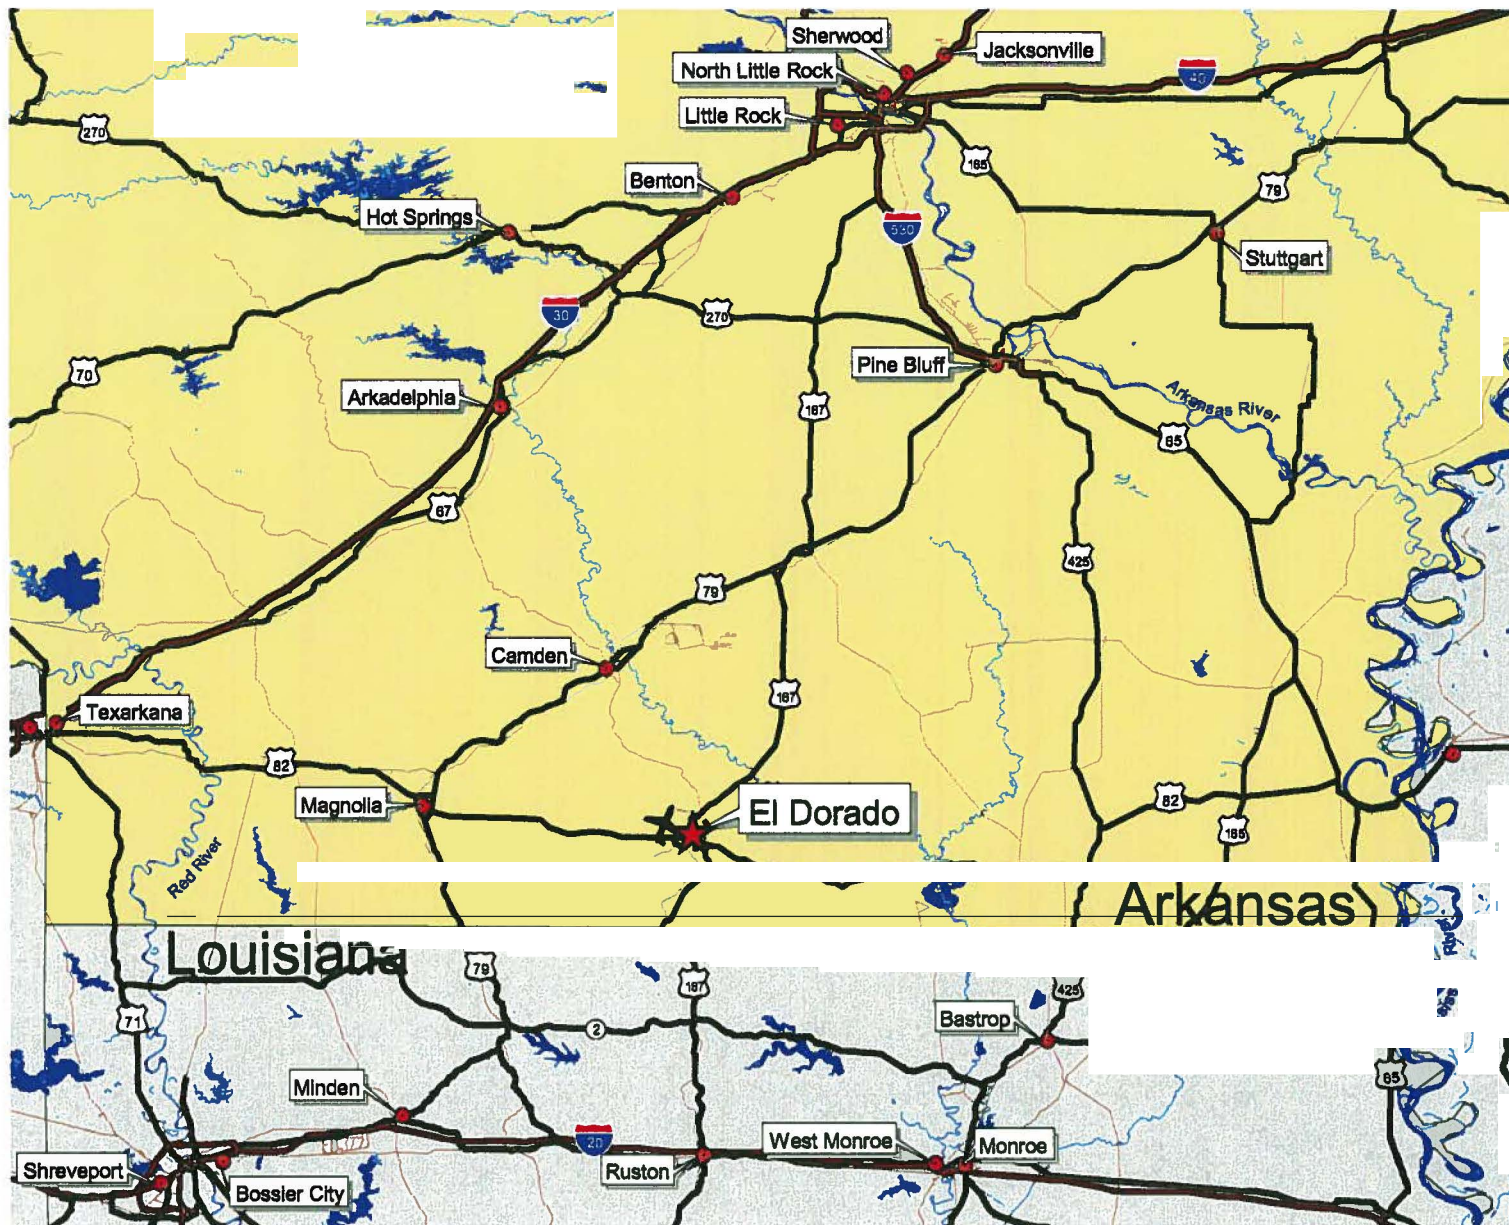 Sherwood
Jacksonville
North Little Rock
40
Little Rock
270
165
Benton
79
Hot Springs
530
Stuttgart
30
270
70
Pine Bluff
Arkadelphia
167
Arkansas River
65
67
425
79
Camden
167
Texarkana
82
Magnolia
82
El Dorado
165
Red River
Arkansas
Louisiana
River
79
167
425
71
2
Bastrop
65
Minden
20
West Monroe
Monroe
Shreveport
Ruston
Bossier City